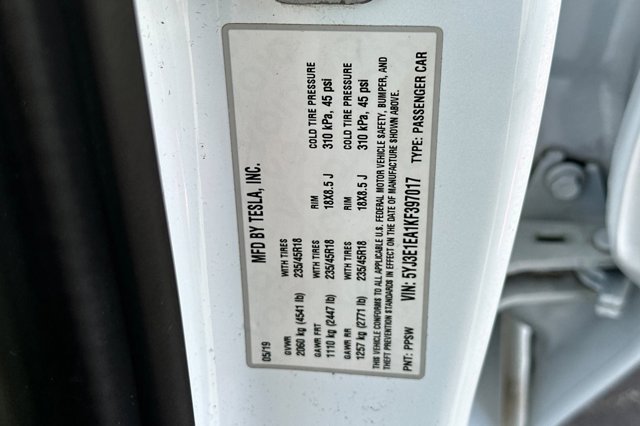 MFD BY TESLA, INC.
05/19
GVWR WITH TIRES RIM COLD TIRE PRESSURE
2060 kg (4541 lb) 235/45R18 18X8.5 J 310 kPa, 45 psi
GAWR FRT WITH TIRES RIM COLD TIRE PRESSURE
1110 kg (2447 lb) 235/45R18 18X8.5 J 310 kPa, 45 psi
GAWR RR WITH TIRES
1257 kg (2771 lb) 235/45R18
THIS VEHICLE CONFORMS TO ALL APPLICABLE U.S. FEDERAL MOTOR VEHICLE SAFETY, BUMPER, AND
THEFT PREVENTION STANDARDS IN EFFECT ON THE DATE OF MANUFACTURE SHOWN ABOVE.
PNT: PPSW VIN: 5YJ3E1EA1KF397017 TYPE: PASSENGER CAR